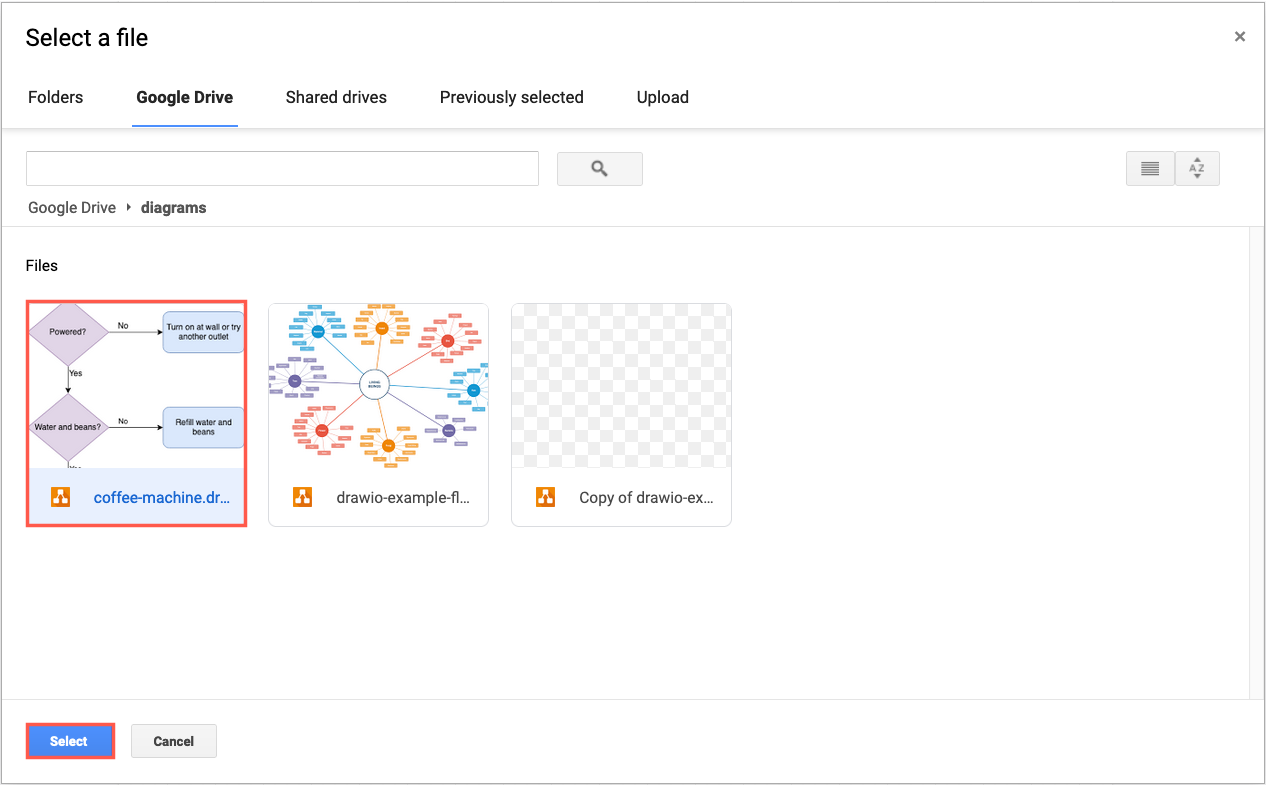 Select a file
×
Folders
Google Drive
Shared drives
Previously selected
Upload
AZ
Google Drive
diagrams
Files
Powered?
No
Turn on at wall or try
another outlet
Yes
Water and beans?
No
Refill water and
beans
coffee-machine.dr...
drawio-example-fl...
Copy of drawio-ex...
Select
Cancel